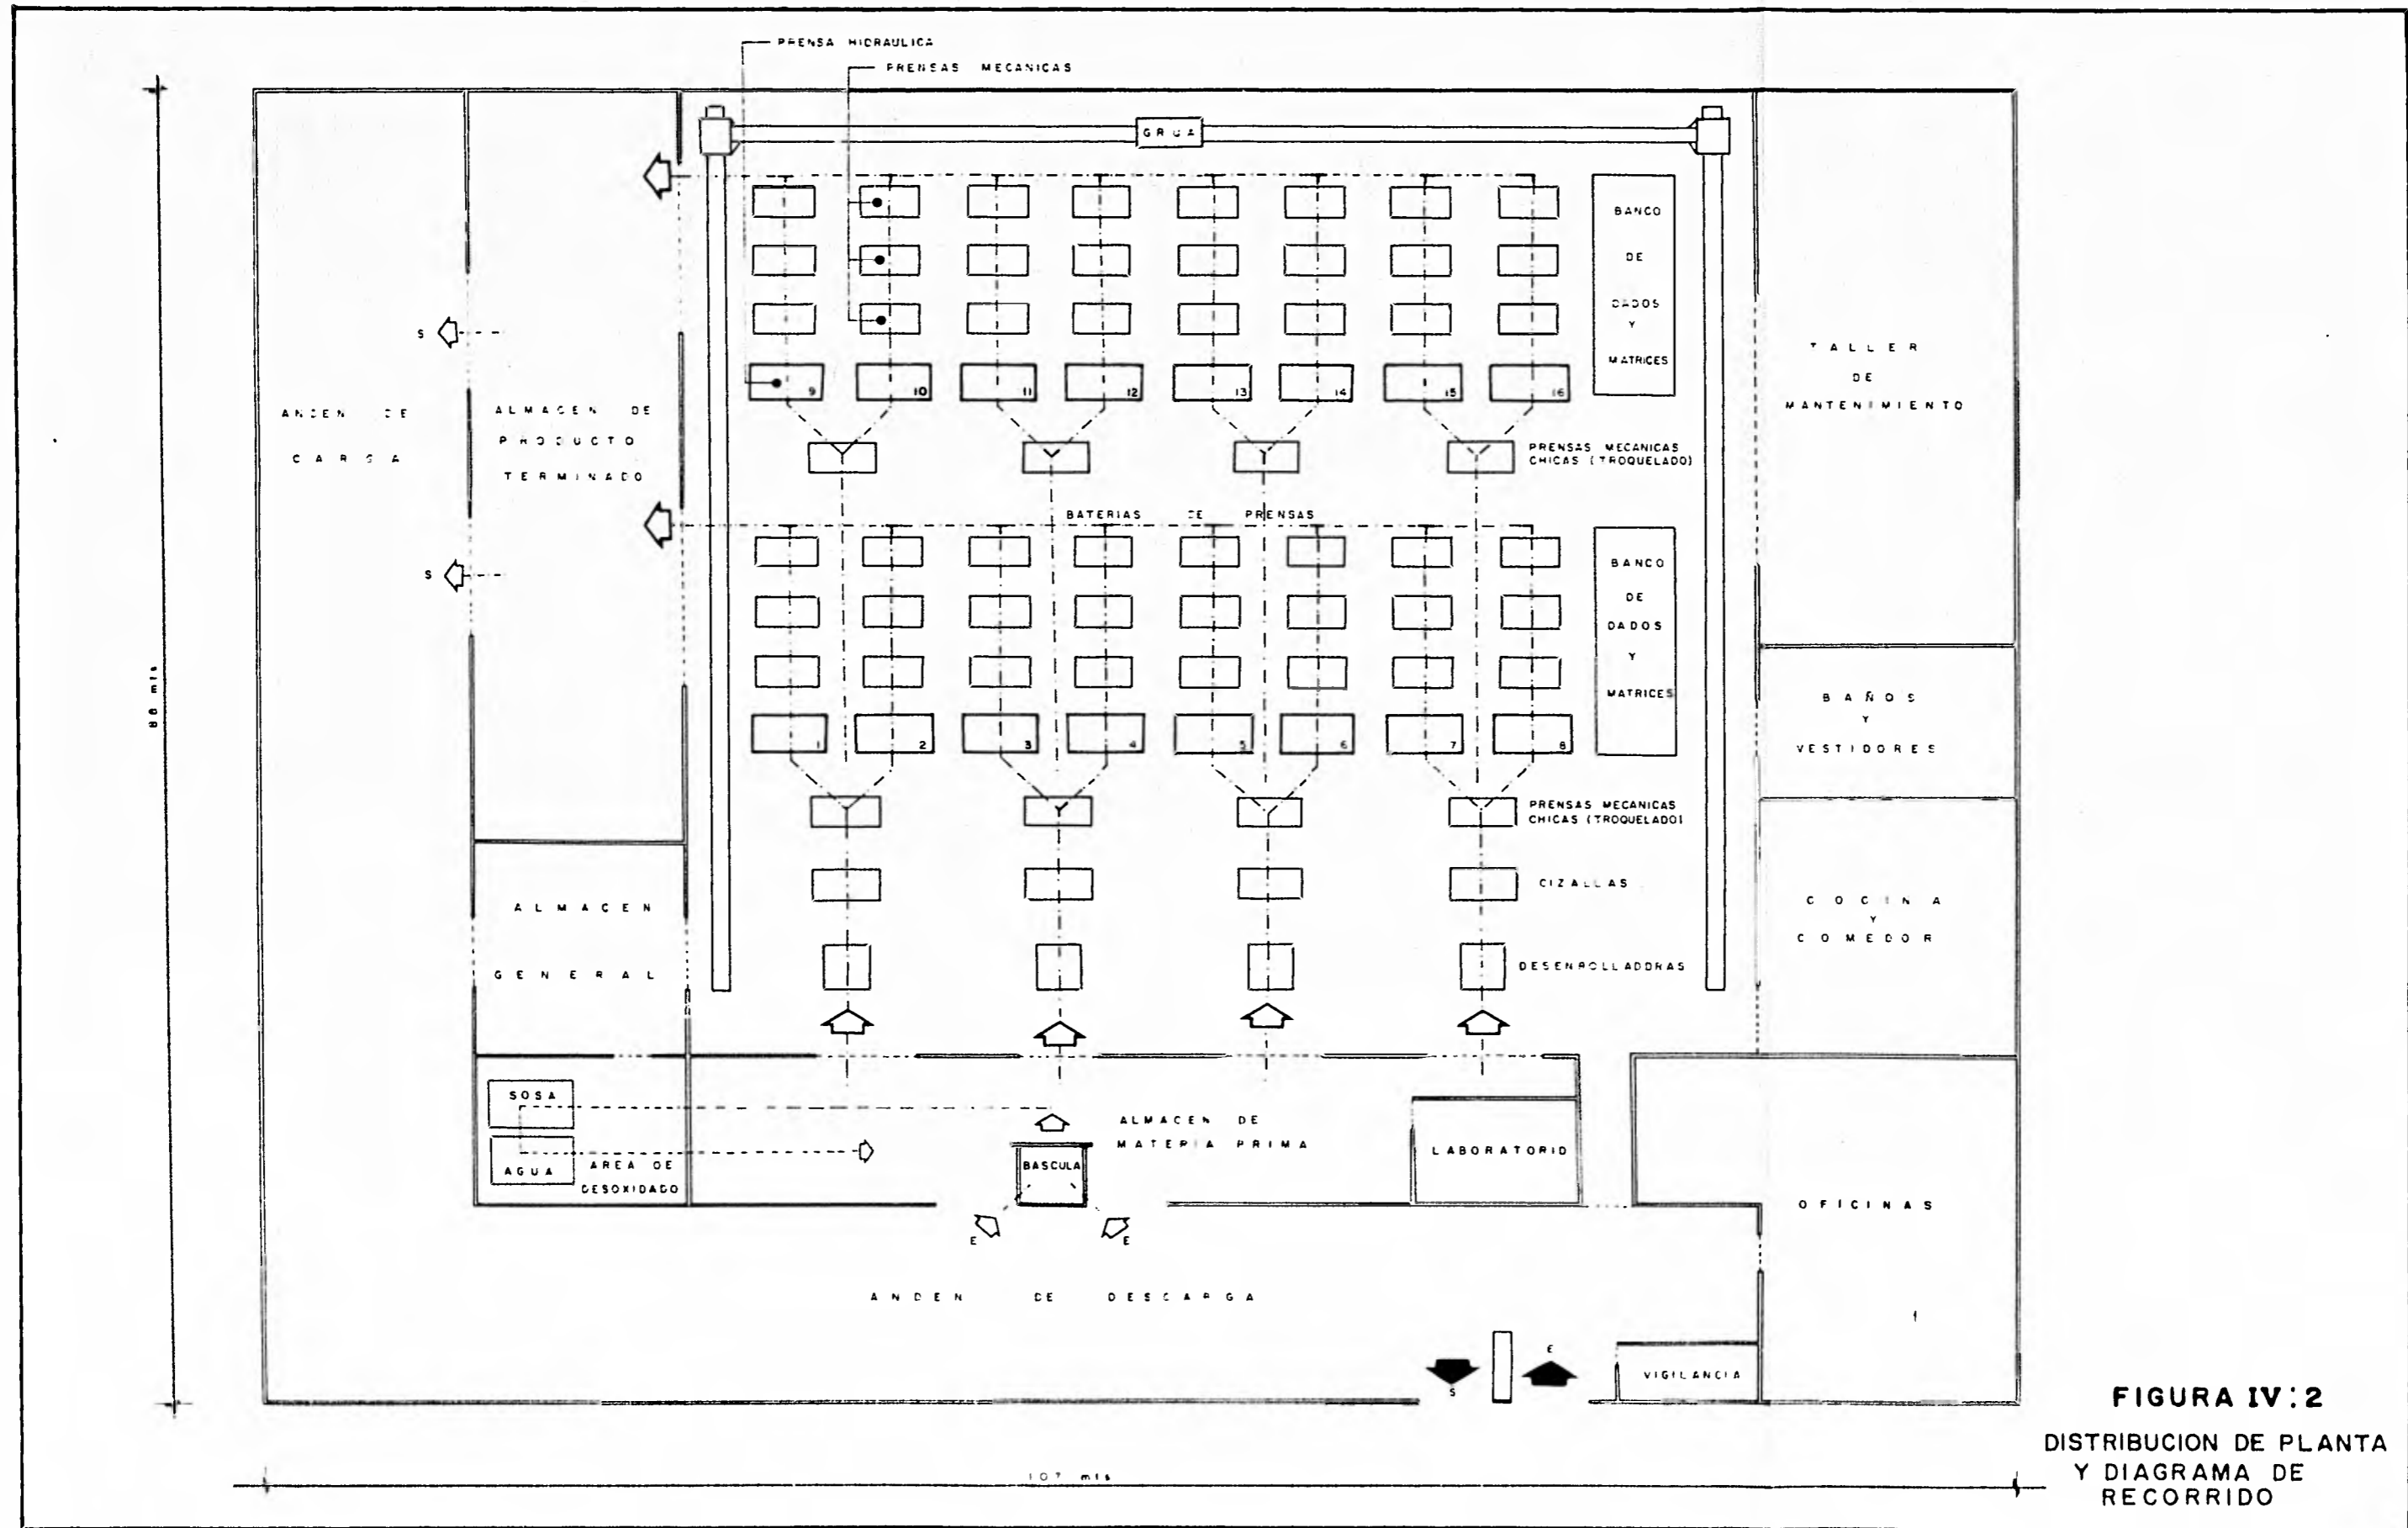 PRENSA HIDRAULICA
PRENSAS MECANICAS
GRUA
BANCO
DE
DADOS
Y
MATRICES
TALLER
DE
MANTENIMIENTO
S
ANDEN DE
CARGA
ALMACEN DE
PRODUCTO
TERMINADO
9
10
11
12
13
14
15
16
PRENSAS MECANICAS
CHICAS (TROQUELADO)
BATERIAS DE PRENSAS
S
BANCO
DE
DADOS
Y
MATRICES
88 mts
BAÑOS
Y
VESTIDORES
1
2
3
4
5
6
7
8
PRENSAS MECANICAS
CHICAS (TROQUELADO)
CIZALLAS
DESENROLLADORAS
ALMACEN
GENERAL
COCINA
Y
COMEDOR
SOSA
AGUA
AREA DE
DESOXIDADO
ALMACEN DE
MATERIA PRIMA
BASCULA
LABORATORIO
OFICINAS
E
E
ANDEN DE DESCARGA
S
E
VIGILANCIA
107 mts
FIGURA IV:2
DISTRIBUCION DE PLANTA
Y DIAGRAMA DE
RECORRIDO